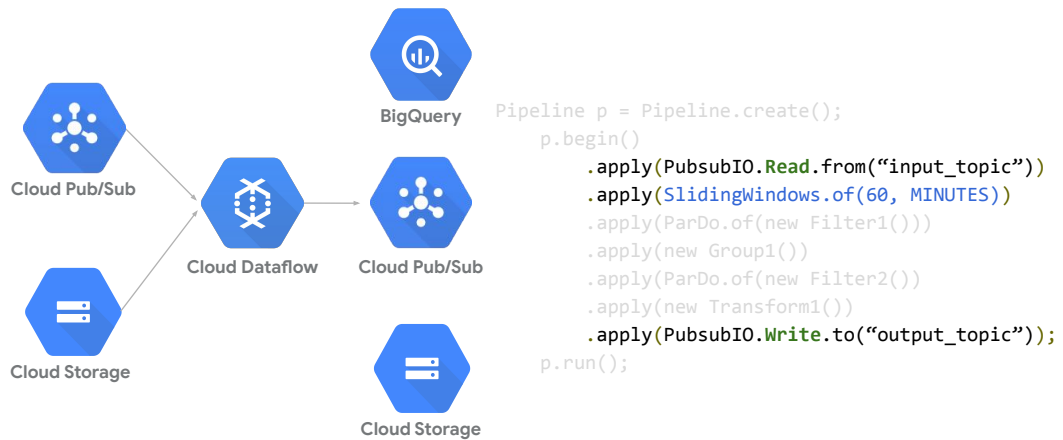 BigQuery
Cloud Pub/Sub
Cloud Dataflow
Cloud Pub/Sub
Cloud Storage
Cloud Storage
Pipeline p = Pipeline.create();
p.begin()
.apply(PubsubIO.Read.from(“input_topic”))
.apply(SlidingWindows.of(60, MINUTES))
.apply(ParDo.of(new Filter1()))
.apply(new Group1())
.apply(ParDo.of(new Filter2())
.apply(new Transform1())
.apply(PubsubIO.Write.to(“output_topic”));
p.run();